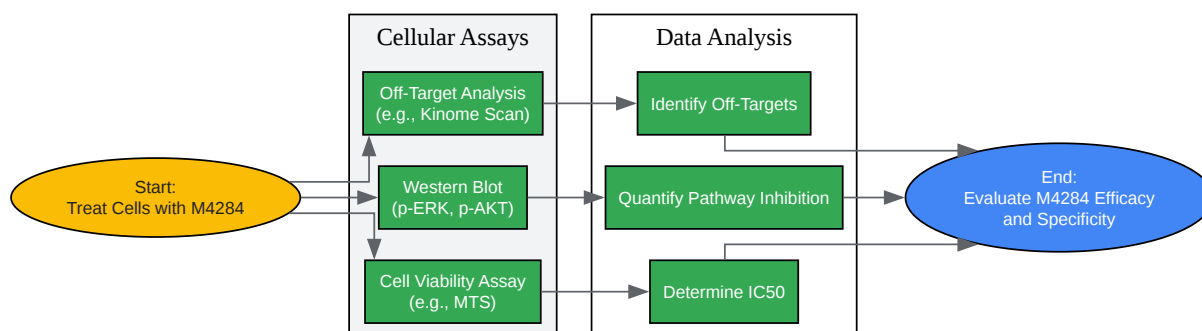 Cellular Assays
Data Analysis
Off-Target Analysis
(e.g., Kinome Scan)
Identify Off-Targets
Start:
Treat Cells with M4284
Western Blot
(p-ERK, p-AKT)
Quantify Pathway Inhibition
End:
Evaluate M4284 Efficacy
and Specificity
Cell Viability Assay
(e.g., MTS)
Determine IC50